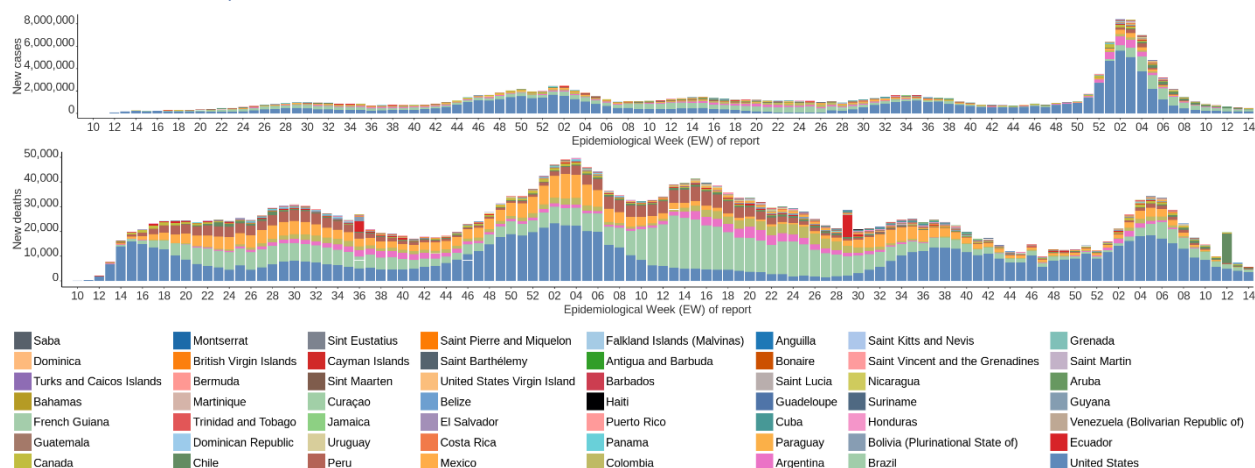 8,000,000
6,000,000
4,000,000
2,000,000
0
New cases
10 12 14 16 18 20 22 24 26 28 30 32 34 36 38 40 42 44 46 48 50 52 02 04 06 08 10 12 14 16 18 20 22 24 26 28 30 32 34 36 38 40 42 44 46 48 50 52 02 04 06 08 10 12 14
Epidemiological Week (EW) of report
50,000
40,000
30,000
20,000
10,000
0
New deaths
10 12 14 16 18 20 22 24 26 28 30 32 34 36 38 40 42 44 46 48 50 52 02 04 06 08 10 12 14 16 18 20 22 24 26 28 30 32 34 36 38 40 42 44 46 48 50 52 02 04 06 08 10 12 14
Epidemiological Week (EW) of report
Saba Montserrat Sint Eustatius Saint Pierre and Miquelon Falkland Islands (Malvinas) Anguilla Saint Kitts and Nevis Grenada
Dominica British Virgin Islands Cayman Islands Saint Barthélemy Antigua and Barbuda Bonaire Saint Vincent and the Grenadines Saint Martin
Turks and Caicos Islands Bermuda Sint Maarten United States Virgin Island Barbados Saint Lucia Nicaragua Aruba
Bahamas Martinique Curaçao Belize Haiti Guadeloupe Suriname Guyana
French Guiana Trinidad and Tobago Jamaica El Salvador Puerto Rico Cuba Honduras Venezuela (Bolivarian Republic of)
Guatemala Dominican Republic Uruguay Costa Rica Panama Paraguay Bolivia (Plurinational State of) Ecuador
Canada Chile Peru Mexico Colombia Argentina Brazil United States